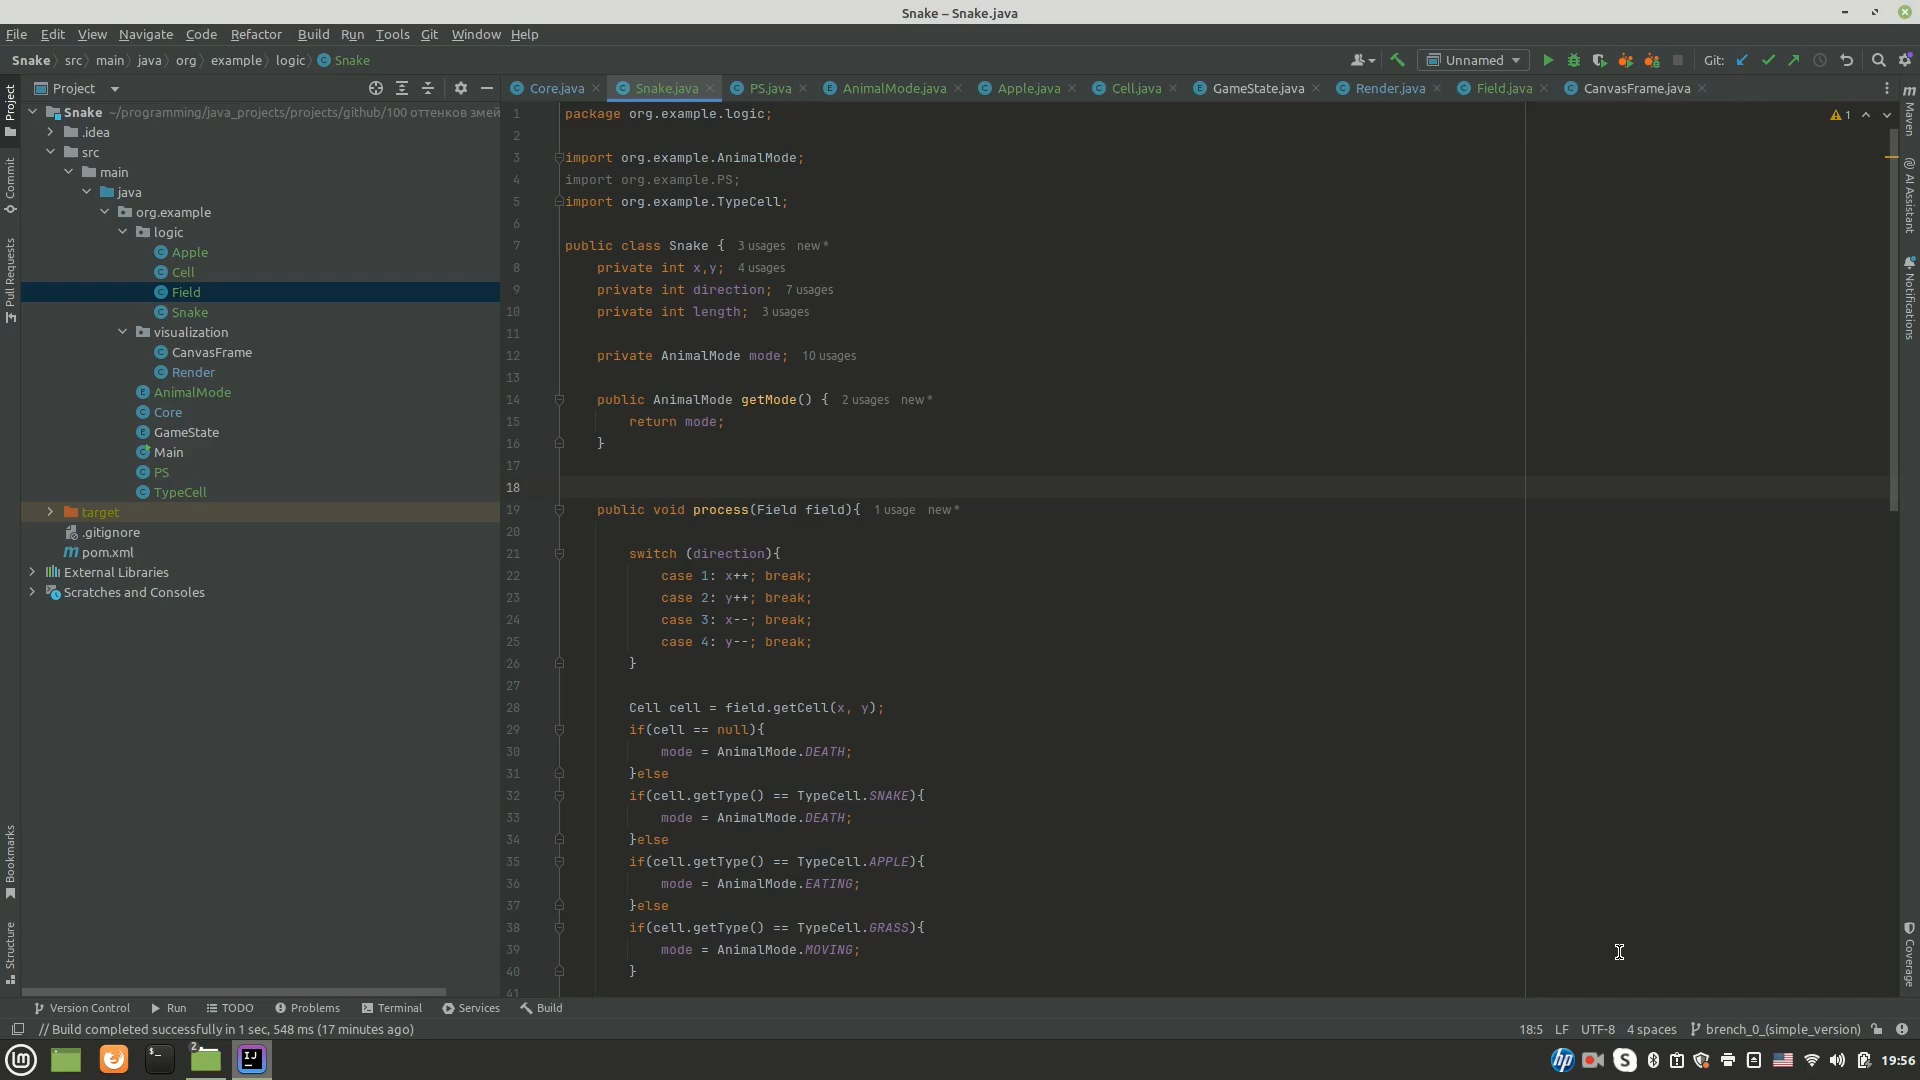 Snake – Snake.java
File Edit View Navigate Code Refactor Build Run Tools Git Window Help
Snake src main java org example logic Snake
Unnamed
Git:
Project
Core.java Snake.java PS.java AnimalMode.java Apple.java Cell.java GameState.java Render.java Field.java CanvasFrame.java
Project
Commit
Pull Requests
Bookmarks
Structure
Snake ~/programming/java_projects/projects/github/100 оттенков змей
.idea
src
main
java
org.example
logic
Apple
Cell
Field
Snake
visualization
CanvasFrame
Render
AnimalMode
Core
GameState
Main
PS
TypeCell
target
.gitignore
pom.xml
External Libraries
Scratches and Consoles
1 package org.example.logic;
2
3 import org.example.AnimalMode;
4 import org.example.PS;
5 import org.example.TypeCell;
6
7 public class Snake { 3 usages new *
8 private int x,y; 4 usages
9 private int direction; 7 usages
10 private int length; 3 usages
11
12 private AnimalMode mode; 10 usages
13
14 public AnimalMode getMode() { 2 usages new *
15 return mode;
16 }
17
18
19 public void process(Field field){ 1 usage new *
20
21 switch (direction){
22 case 1: x++; break;
23 case 2: y++; break;
24 case 3: x--; break;
25 case 4: y--; break;
26 }
27
28 Cell cell = field.getCell(x, y);
29 if(cell == null){
30 mode = AnimalMode.DEATH;
31 }else
32 if(cell.getType() == TypeCell.SNAKE){
33 mode = AnimalMode.DEATH;
34 }else
35 if(cell.getType() == TypeCell.APPLE){
36 mode = AnimalMode.EATING;
37 }else
38 if(cell.getType() == TypeCell.GRASS){
39 mode = AnimalMode.MOVING;
40 }
41
1
Maven
AI Assistant
Notifications
Coverage
Version Control Run TODO Problems Terminal Services Build
// Build completed successfully in 1 sec, 548 ms (17 minutes ago)
18:5 LF UTF-8 4 spaces brench_0_(simple_version)
2
19:56